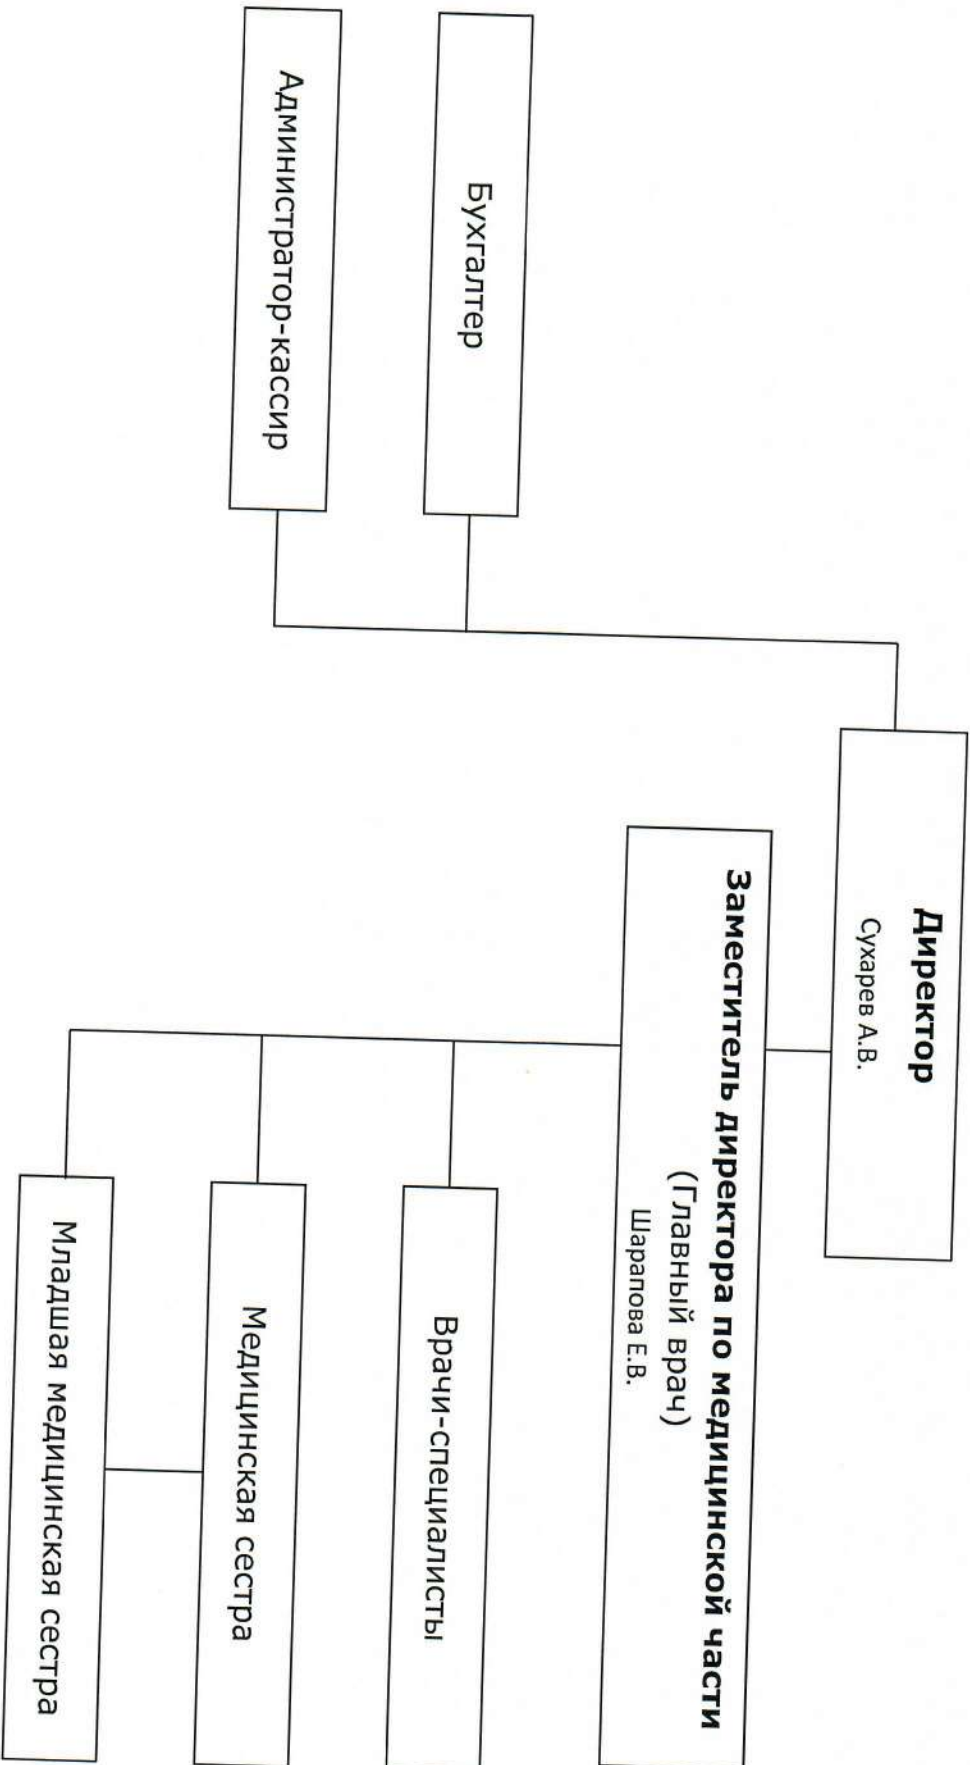 Директор
Сухарев А.В.
Заместитель директора по медицинской части
(Главный врач)
Шарапова Е.В.
Бухгалтер
Врачи-специалисты
Администратор-кассир
Медицинская сестра
Младшая медицинская сестра